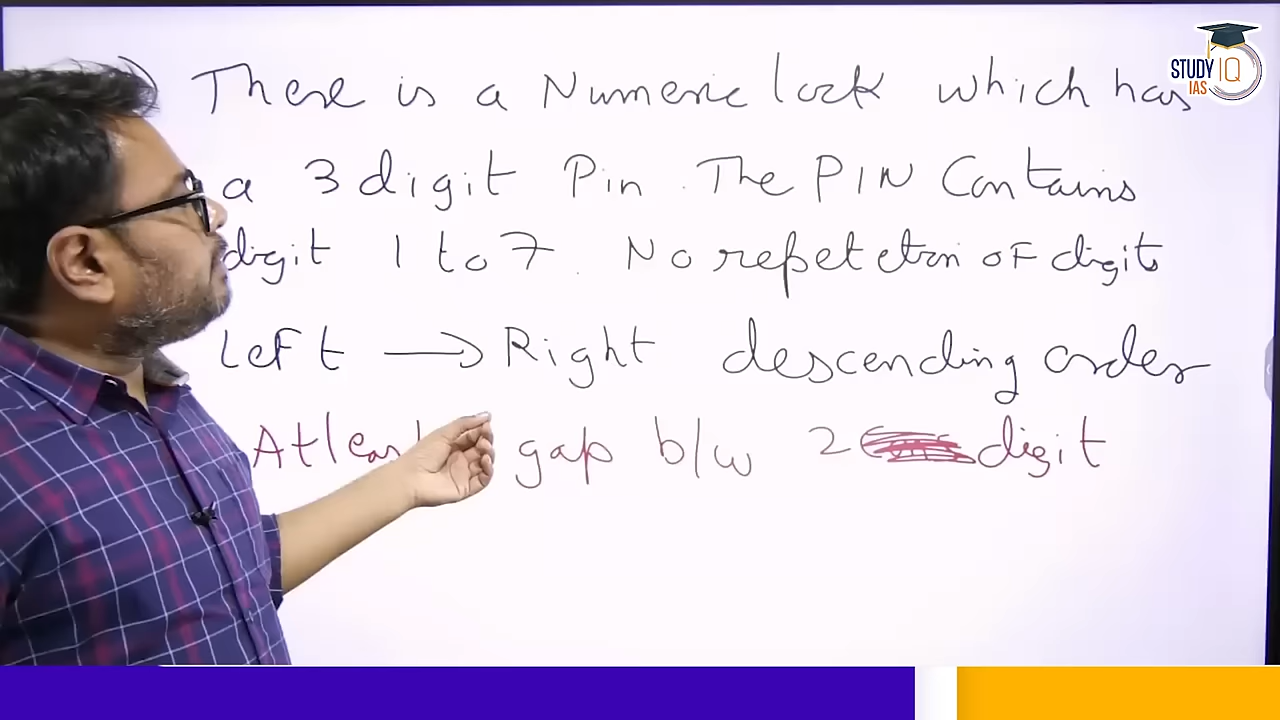 There is a Numeric lock which has
a 3 digit Pin. The PIN Contains
digit 1 to 7. No repetetion of digits
Left → Right descending order
Atleast gap b/w 2 digit
STUDY IQ
IAS